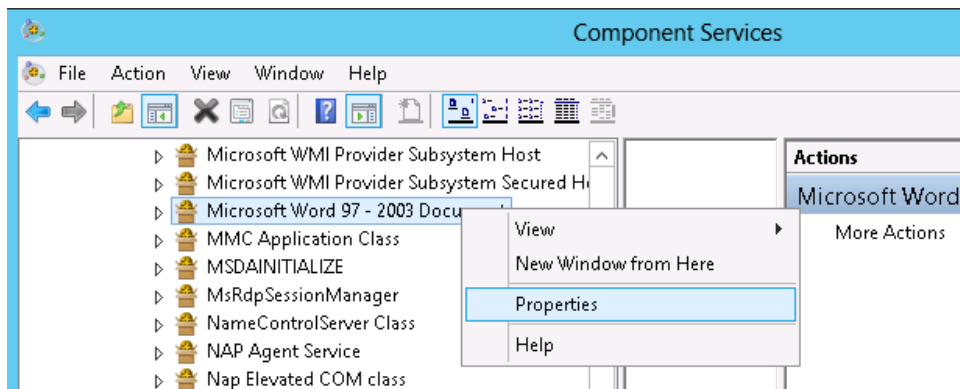 Component Services
File Action View Window Help
Microsoft WMI Provider Subsystem Host
Microsoft WMI Provider Subsystem Secured H
Microsoft Word 97 - 2003 Docu
MMC Application Class
MSDAINITIALIZE
MsRdpSessionManager
NameControlServer Class
NAP Agent Service
Nap Elevated COM class
View
New Window from Here
Properties
Help
Actions
Microsoft Word
More Actions